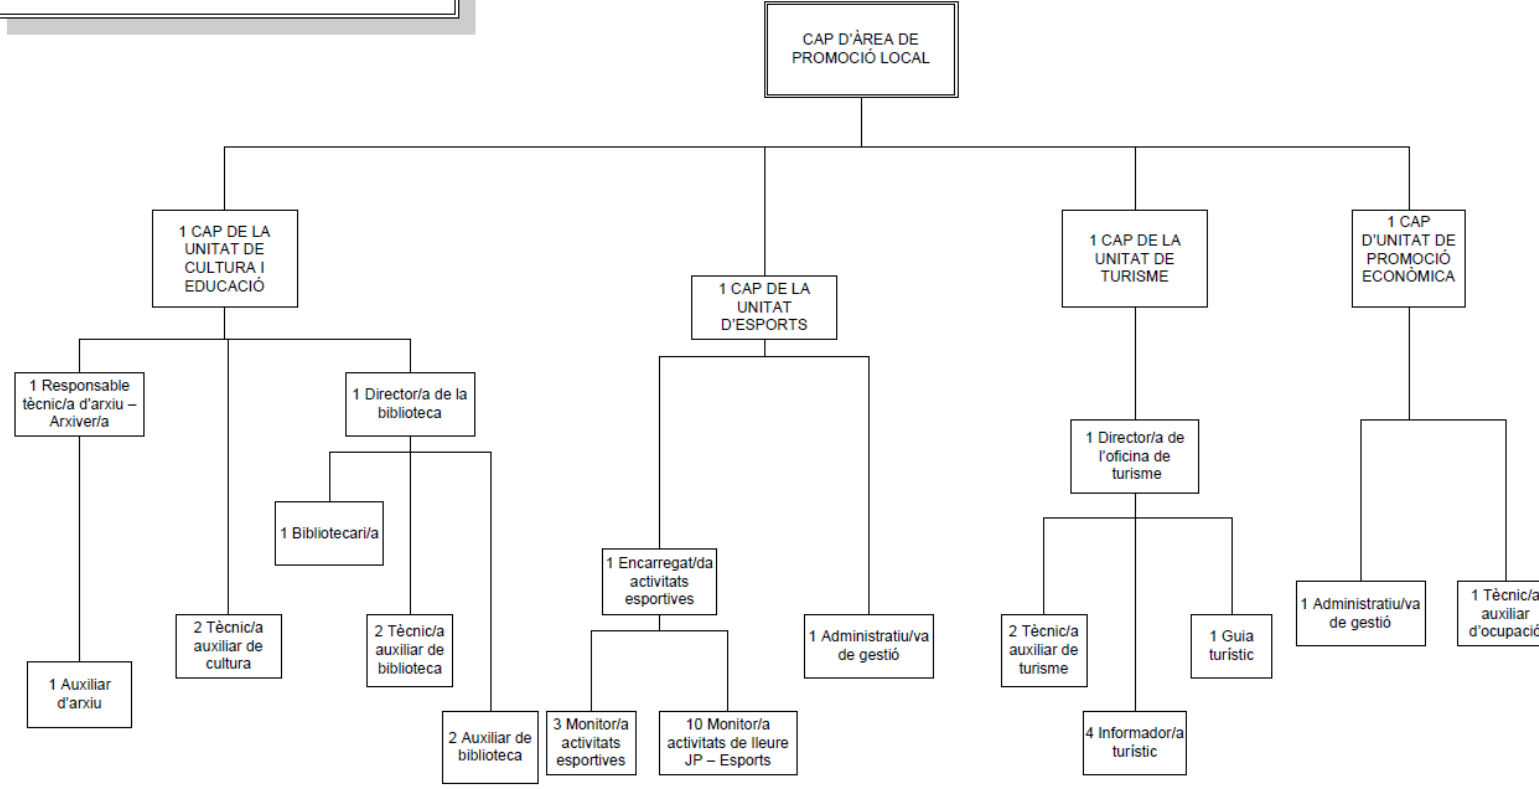 CAP D'ÀREA DE
PROMOCIÓ LOCAL
1 CAP DE LA
UNITAT DE
CULTURA I
EDUCACIÓ
1 CAP DE LA
UNITAT
D'ESPORTS
1 CAP DE LA
UNITAT DE
TURISME
1 CAP
D'UNITAT DE
PROMOCIÓ
ECONÒMICA
1 Responsable
tècnic/a d'arxiu –
Arxiver/a
1 Director/a de la
biblioteca
1 Director/a de
l'oficina de
turisme
1 Bibliotecari/a
1 Encarregat/da
activitats
esportives
1 Administratiu/va
de gestió
1 Tècnic/a
auxiliar
d'ocupació
2 Tècnic/a
auxiliar de
cultura
2 Tècnic/a
auxiliar de
biblioteca
1 Administratiu/va
de gestió
2 Tècnic/a
auxiliar de
turisme
1 Guia
turístic
1 Auxiliar
d'arxiu
2 Auxiliar de
biblioteca
3 Monitor/a
activitats
esportives
10 Monitor/a
activitats de lleure
JP – Esports
4 Informador/a
turístic